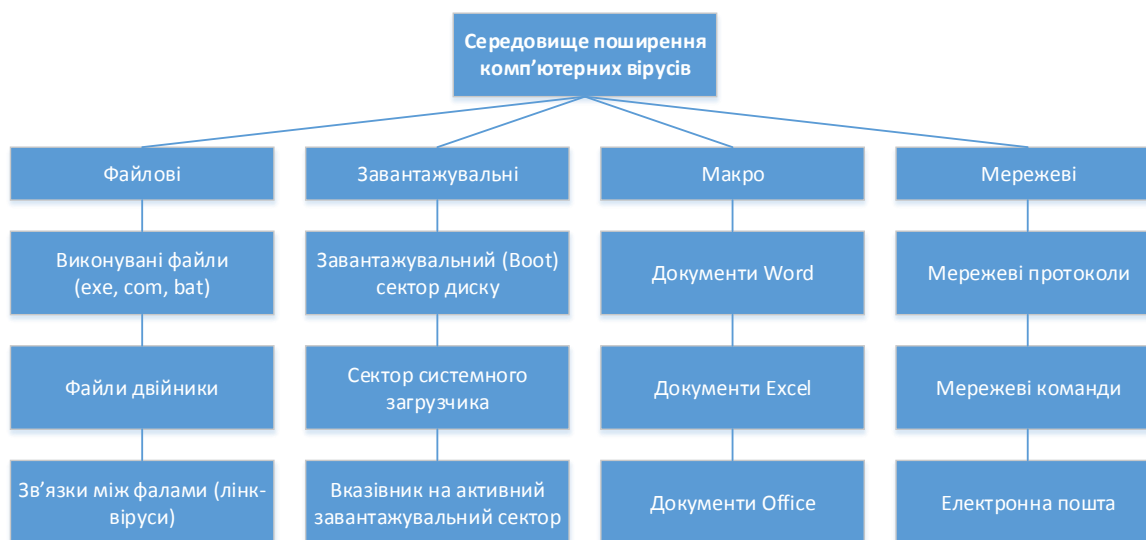 Середовище поширення
комп’ютерних вірусів
Файлові
Завантажувальні
Макро
Мережеві
Виконувані файли
(exe, com, bat)
Завантажувальний (Boot)
сектор диску
Документи Word
Мережеві протоколи
Файли двійники
Сектор системного
загрузчика
Документи Excel
Мережеві команди
Зв’язки між фалами (лінк-
віруси)
Вказівник на активний
завантажувальний сектор
Документи Office
Електронна пошта